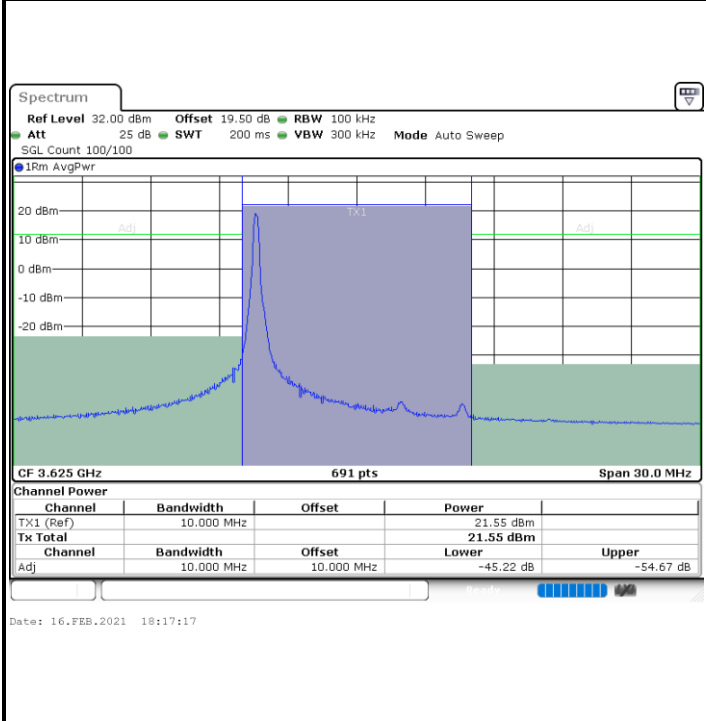 Spectrum
Ref Level 32.00 dBm Offset 19.50 dB RBW 100 kHz
Att 25 dB SWT 200 ms VBW 300 kHz Mode Auto Sweep
SGL Count 100/100
1Rm AvgPwr
TX1
20 dBm
Adj Adj
10 dBm
0 dBm
-10 dBm
-20 dBm
CF 3.625 GHz 691 pts Span 30.0 MHz
Channel Power
Channel Bandwidth Offset Power
TX1 (Ref) 10.000 MHz 21.55 dBm
Tx Total 21.55 dBm
Channel Bandwidth Offset Lower Upper
Adj 10.000 MHz 10.000 MHz -45.22 dB -54.67 dB
Ready
Date: 16.FEB.2021 18:17:17